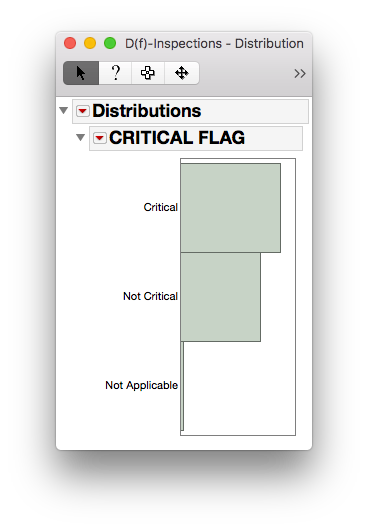 D(f)-Inspections - Distribution
?
>>
Distributions
CRITICAL FLAG
Critical
Not Critical
Not Applicable